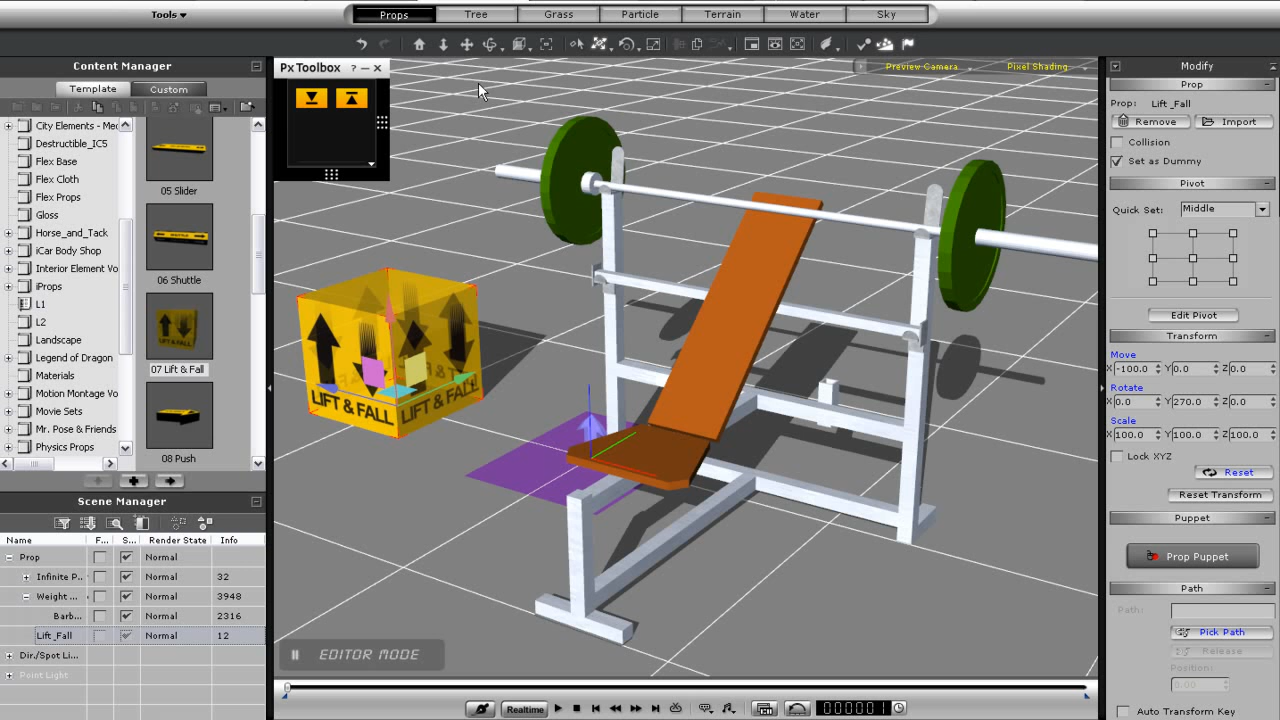 Tools
Props Tree Grass Particle Terrain Water Sky
Content Manager
Template Custom
City Elements - Me
Destructible_IC5
Flex Base
Flex Cloth
Flex Props
Gloss
Horse_and_Tack
iCar Body Shop
Interior Element Vo
iProps
L1
L2
Landscape
Legend of Dragon
Materials
Motion Montage Vo
Movie Sets
Mr. Pose & Friends
Physics Props
05 Slider
06 Shuttle
LIFT & FALL
07 Lift & Fall
08 Push
Scene Manager
Name F... S... Render State Info
Prop Normal
Infinite P.. Normal 32
Weight ... Normal 3948
Barb... Normal 2316
Lift_Fall Normal 12
Dir./Spot Li... Normal
Point Light Normal
Px Toolbox ? — X
Preview Camera Pixel Shading
LIFT & FALL LIFT & FALL
EDITOR MODE
Realtime 0000001
Modify
Prop
Prop: Lift_Fall
Remove Import
Collision
Set as Dummy
Pivot
Quick Set: Middle
Edit Pivot
Transform
Move
X -100.0 Y 0.0 Z 0.0
Rotate
X 0.0 Y 270.0 Z 0.0
Scale
X 100.0 Y 100.0 Z 100.0
Lock XYZ
Reset
Reset Transform
Puppet
Prop Puppet
Path
Path:
Pick Path
Release
Position:
0.00
Auto Transform Key